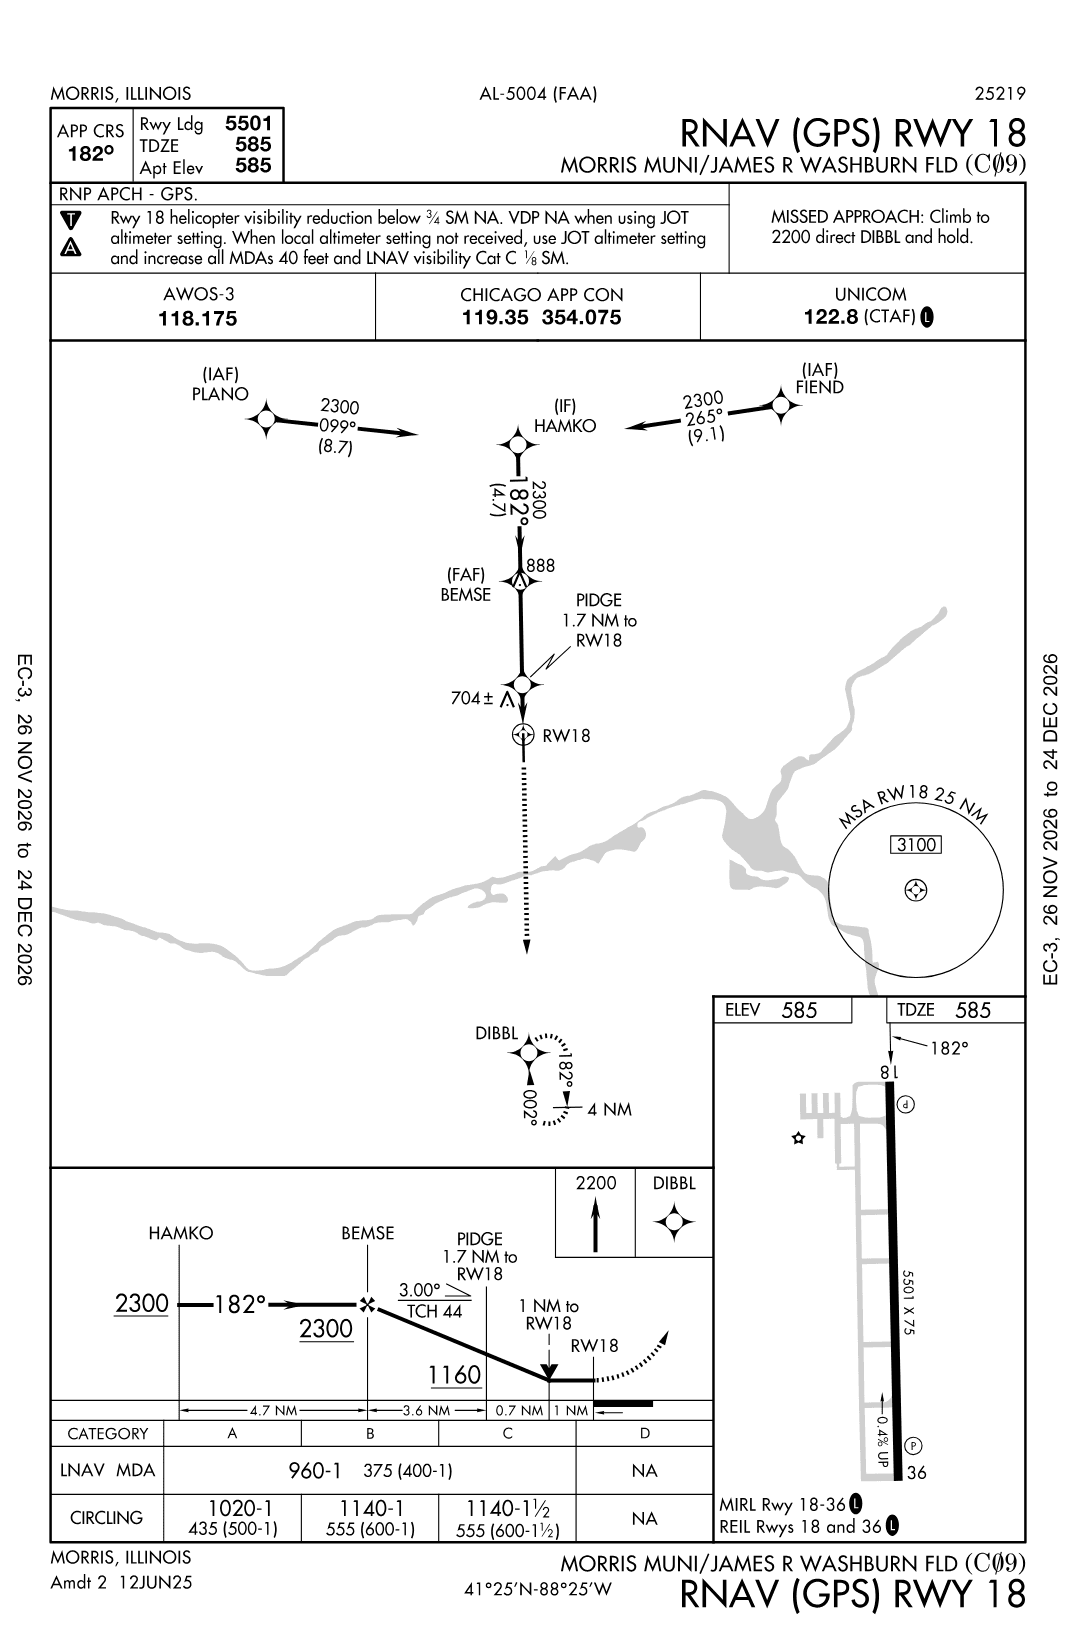 MORRIS, ILLINOIS
AL-5004 (FAA)
25219
APP CRS
182°
Rwy Ldg 5501
TDZE 585
Apt Elev 585
RNAV (GPS) RWY 18
MORRIS MUNI/JAMES R WASHBURN FLD (CØ9)
RNP APCH - GPS.
T
A
Rwy 18 helicopter visibility reduction below ¾ SM NA. VDP NA when using JOT
altimeter setting. When local altimeter setting not received, use JOT altimeter setting
and increase all MDAs 40 feet and LNAV visibility Cat C ⅛ SM.
MISSED APPROACH: Climb to
2200 direct DIBBL and hold.
AWOS-3
118.175
CHICAGO APP CON
119.35 354.075
UNICOM
122.8 (CTAF) L
(IAF)
PLANO
2300
099°
(8.7)
(IF)
HAMKO
(IAF)
FIEND
2300
265°
(9.1)
2300
182°
(4.7)
(FAF)
BEMSE
888
PIDGE
1.7 NM to
RW18
704±
RW18
MSA RW18 25 NM
3100
DIBBL
182°
002°
4 NM
EC-3, 26 NOV 2026 to 24 DEC 2026
EC-3, 26 NOV 2026 to 24 DEC 2026
ELEV 585
TDZE 585
182°
18
P
5501 X 75
0.4% UP
P
36
MIRL Rwy 18-36 L
REIL Rwys 18 and 36 L
2200
DIBBL
HAMKO
BEMSE
PIDGE
1.7 NM to
RW18
2300
182°
2300
3.00°
TCH 44
1 NM to
RW18
RW18
1160
4.7 NM
3.6 NM
0.7 NM
1 NM
CATEGORY A B C D
LNAV MDA 960-1 375 (400-1) NA
CIRCLING 1020-1 1140-1 1140-1½ NA
435 (500-1) 555 (600-1) 555 (600-1½)
MORRIS, ILLINOIS
Amdt 2 12JUN25
41°25'N-88°25'W
MORRIS MUNI/JAMES R WASHBURN FLD (CØ9)
RNAV (GPS) RWY 18